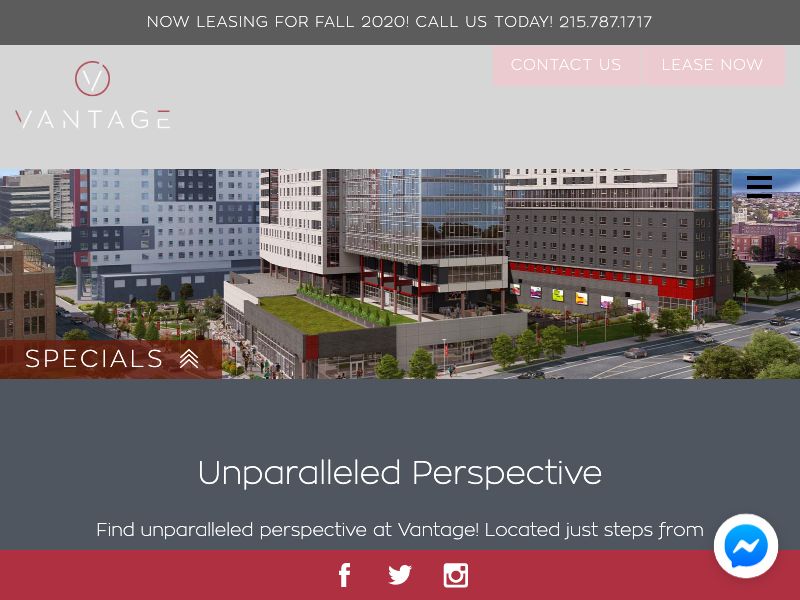 NOW LEASING FOR FALL 2020! CALL US TODAY! 215.787.1717
CONTACT US
LEASE NOW
VANTAGE
SPECIALS
Unparalleled Perspective
Find unparalleled perspective at Vantage! Located just steps from